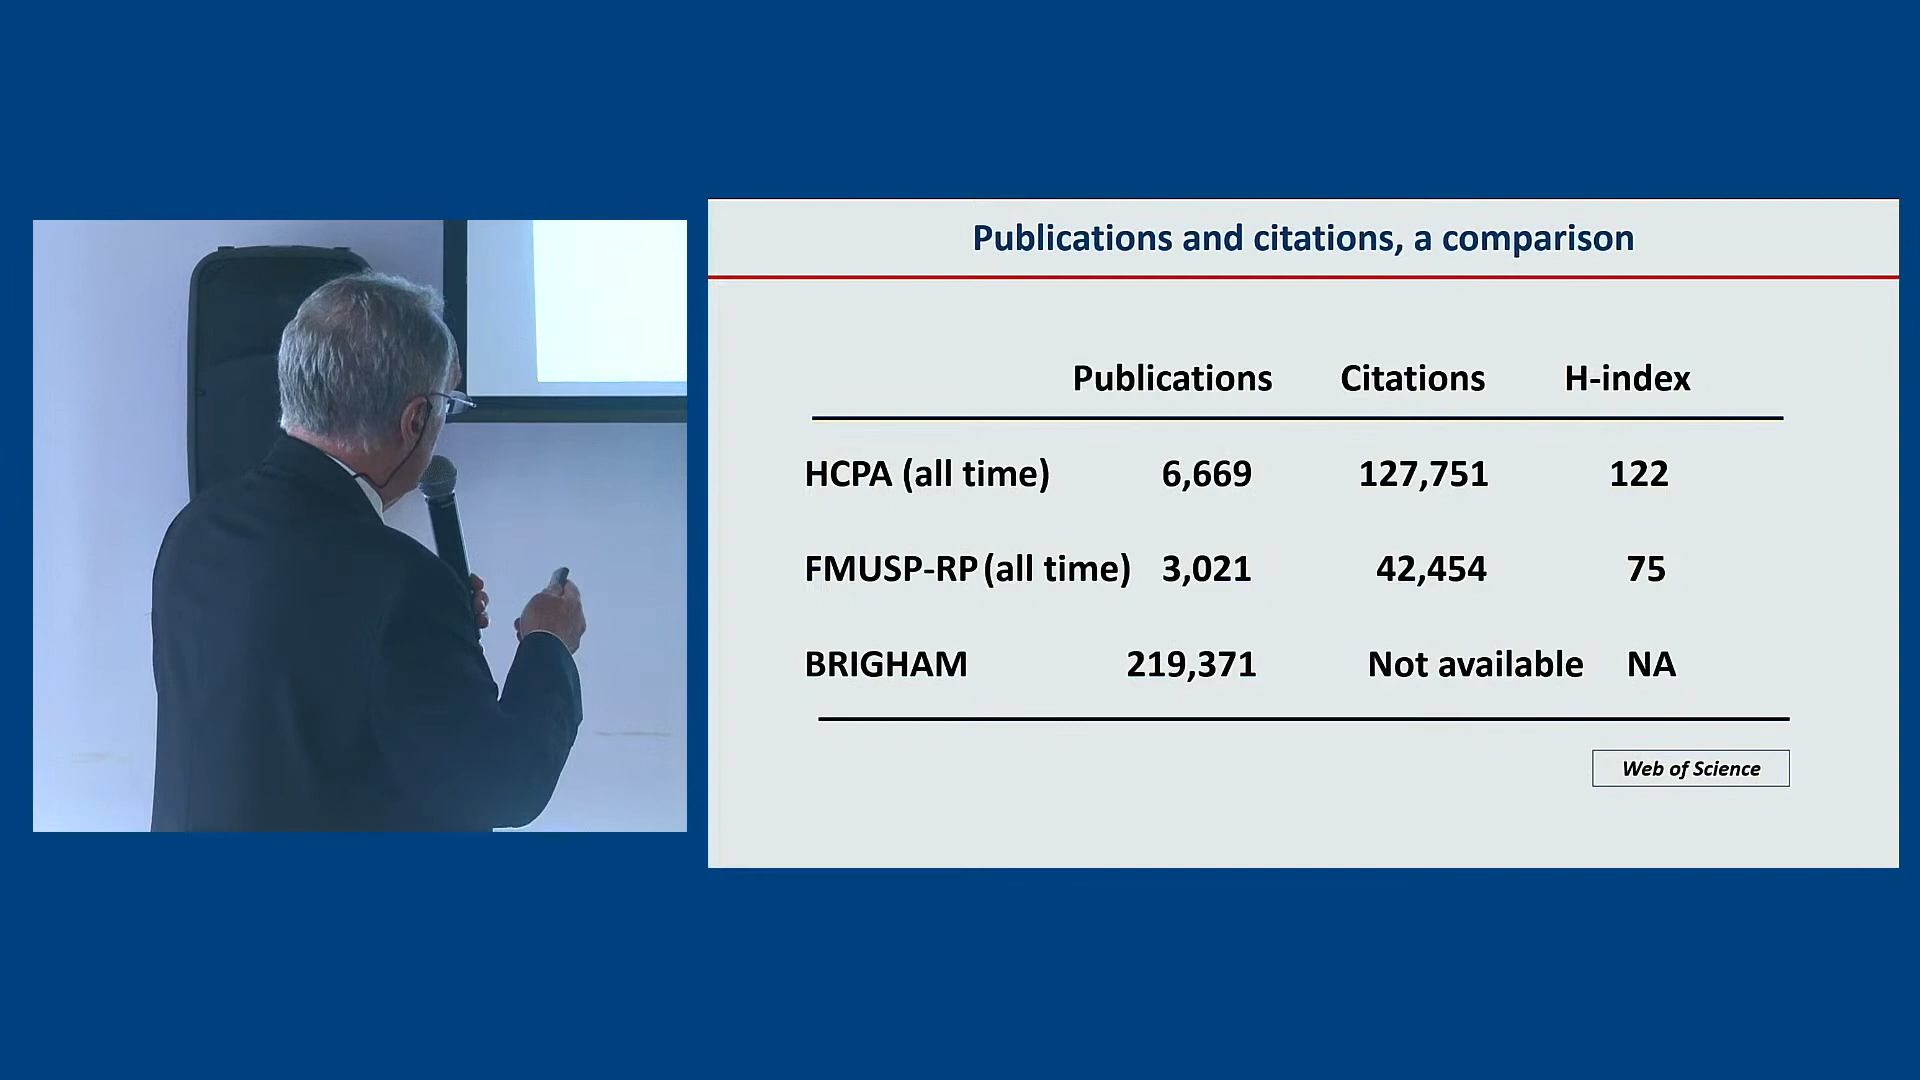 Publications and citations, a comparison
Publications Citations H-index
HCPA (all time) 6,669 127,751 122
FMUSP-RP (all time) 3,021 42,454 75
BRIGHAM 219,371 Not available NA
Web of Science